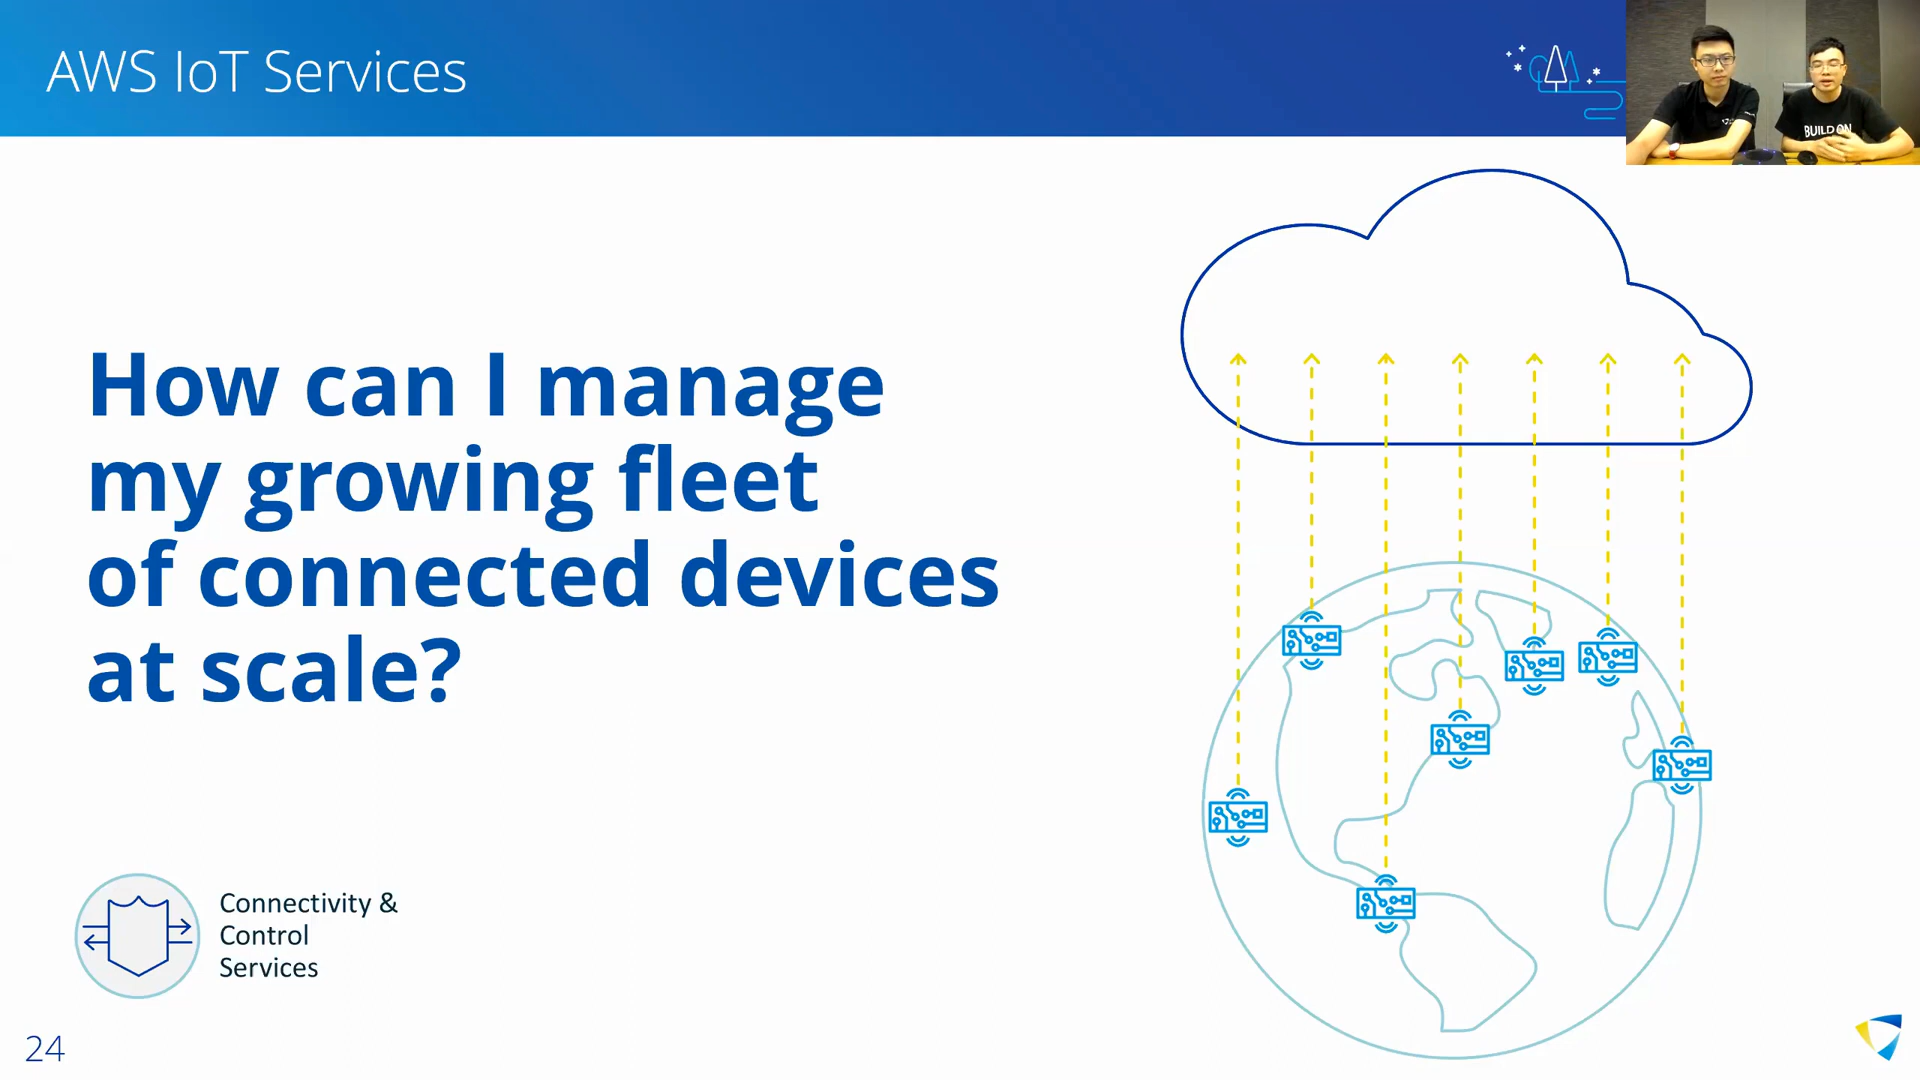 AWS IoT Services
BUILD ON
How can I manage
my growing fleet
of connected devices
at scale?
Connectivity &
Control
Services
24